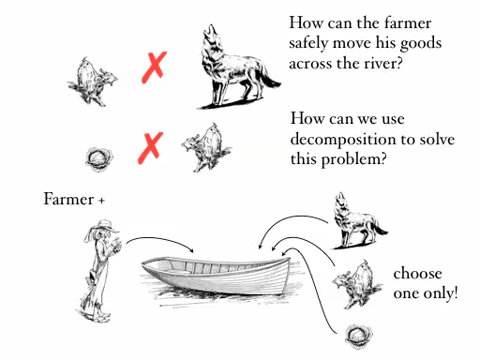 How can the farmer
safely move his goods
across the river?
How can we use
decomposition to solve
this problem?
Farmer +
choose
one only!